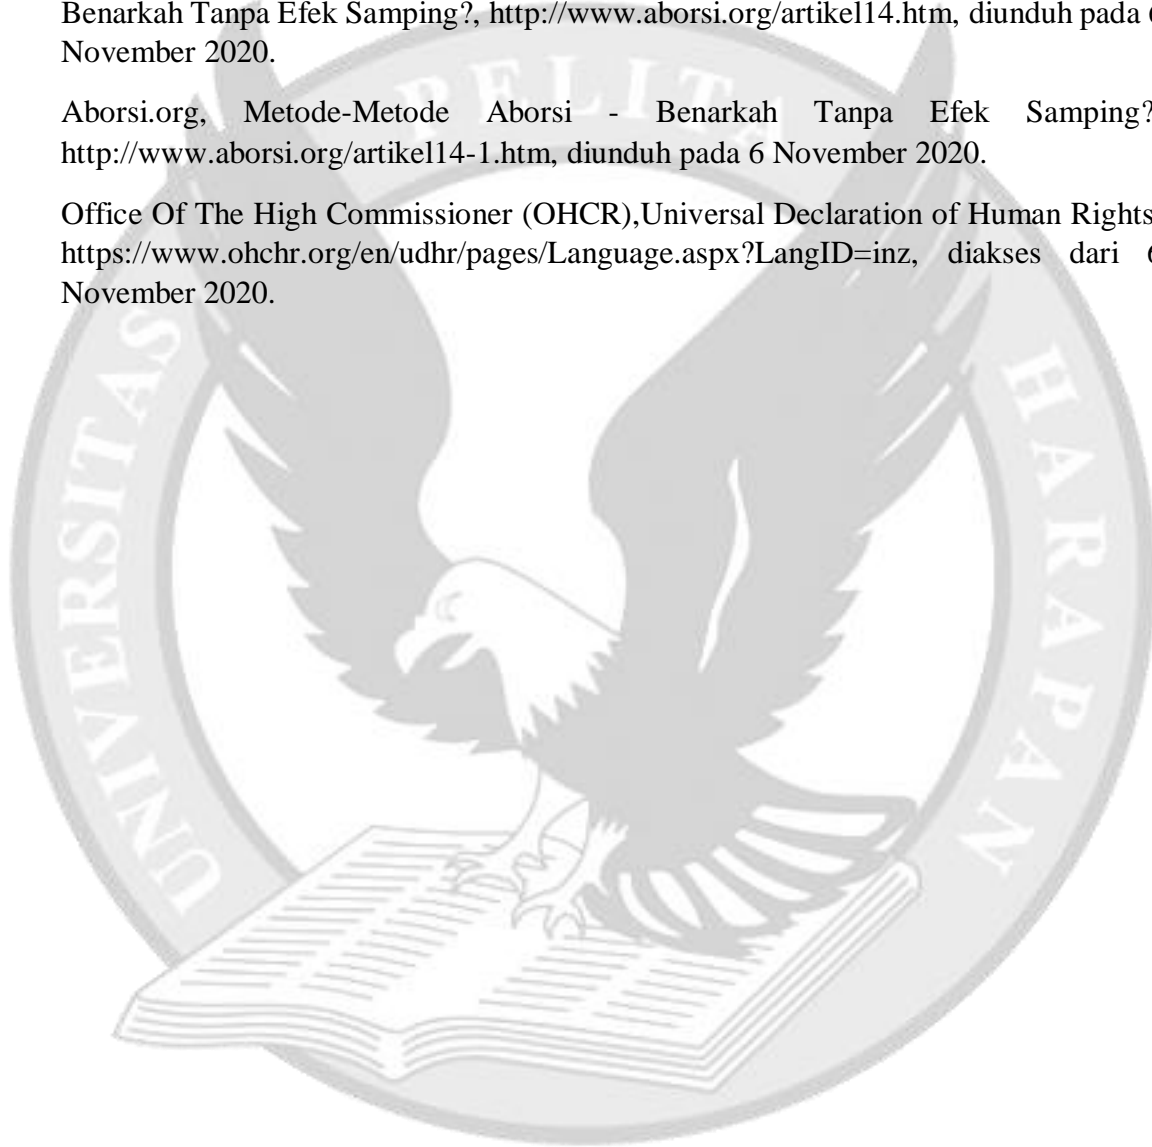 Benarkah Tanpa Efek Samping?, http://www.aborsi.org/artikel14.htm, diunduh pada
November 2020.
Aborsi.org, Metode-Metode Aborsi - Benarkah Tanpa Efek Samping?
http://www.aborsi.org/artikel14-1.htm, diunduh pada 6 November 2020.
Office Of The High Commissioner (OHCR),Universal Declaration of Human Rights
https://www.ohchr.org/en/udhr/pages/Language.aspx?LangID=inz, diakses dari 6
November 2020.
UNIVERSITAS PELITA HARAPAN